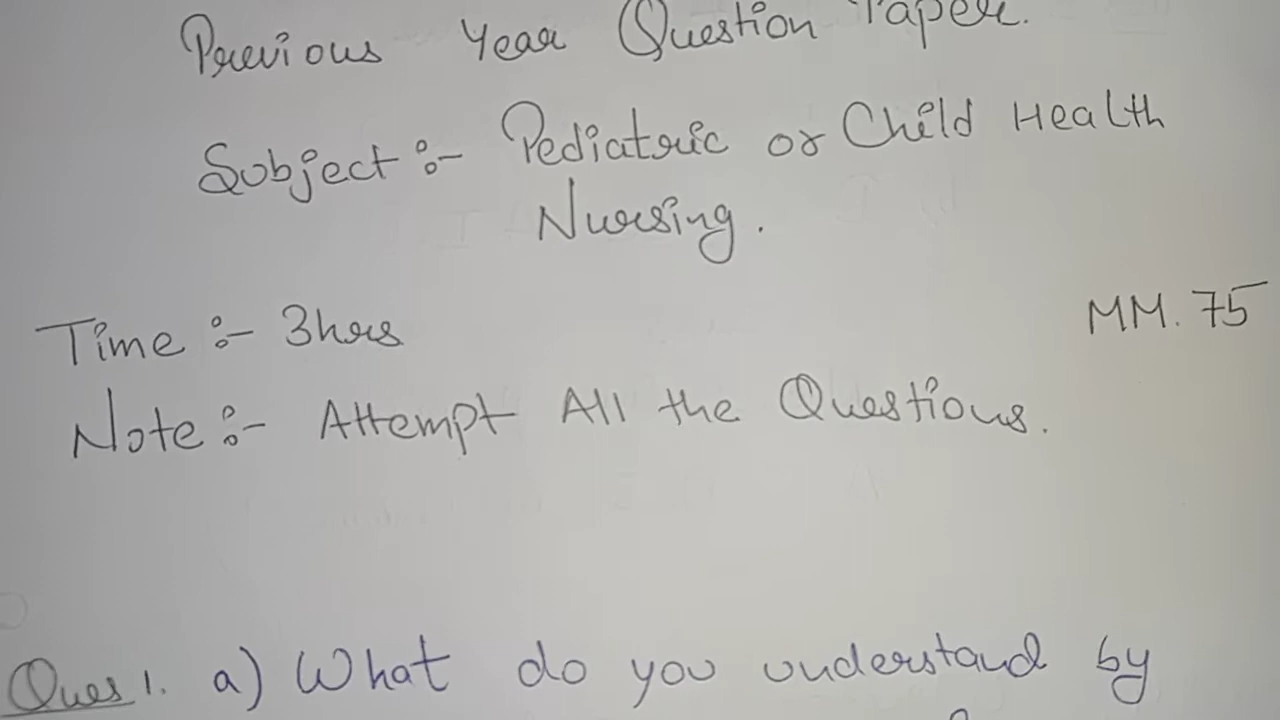 Previous Year Question Paper.
Subject :- Pediatric or Child Health
Nursing.
Time :- 3hrs
MM. 75
Note :- Attempt All the Questions.
Ques 1. a) What do you understand by